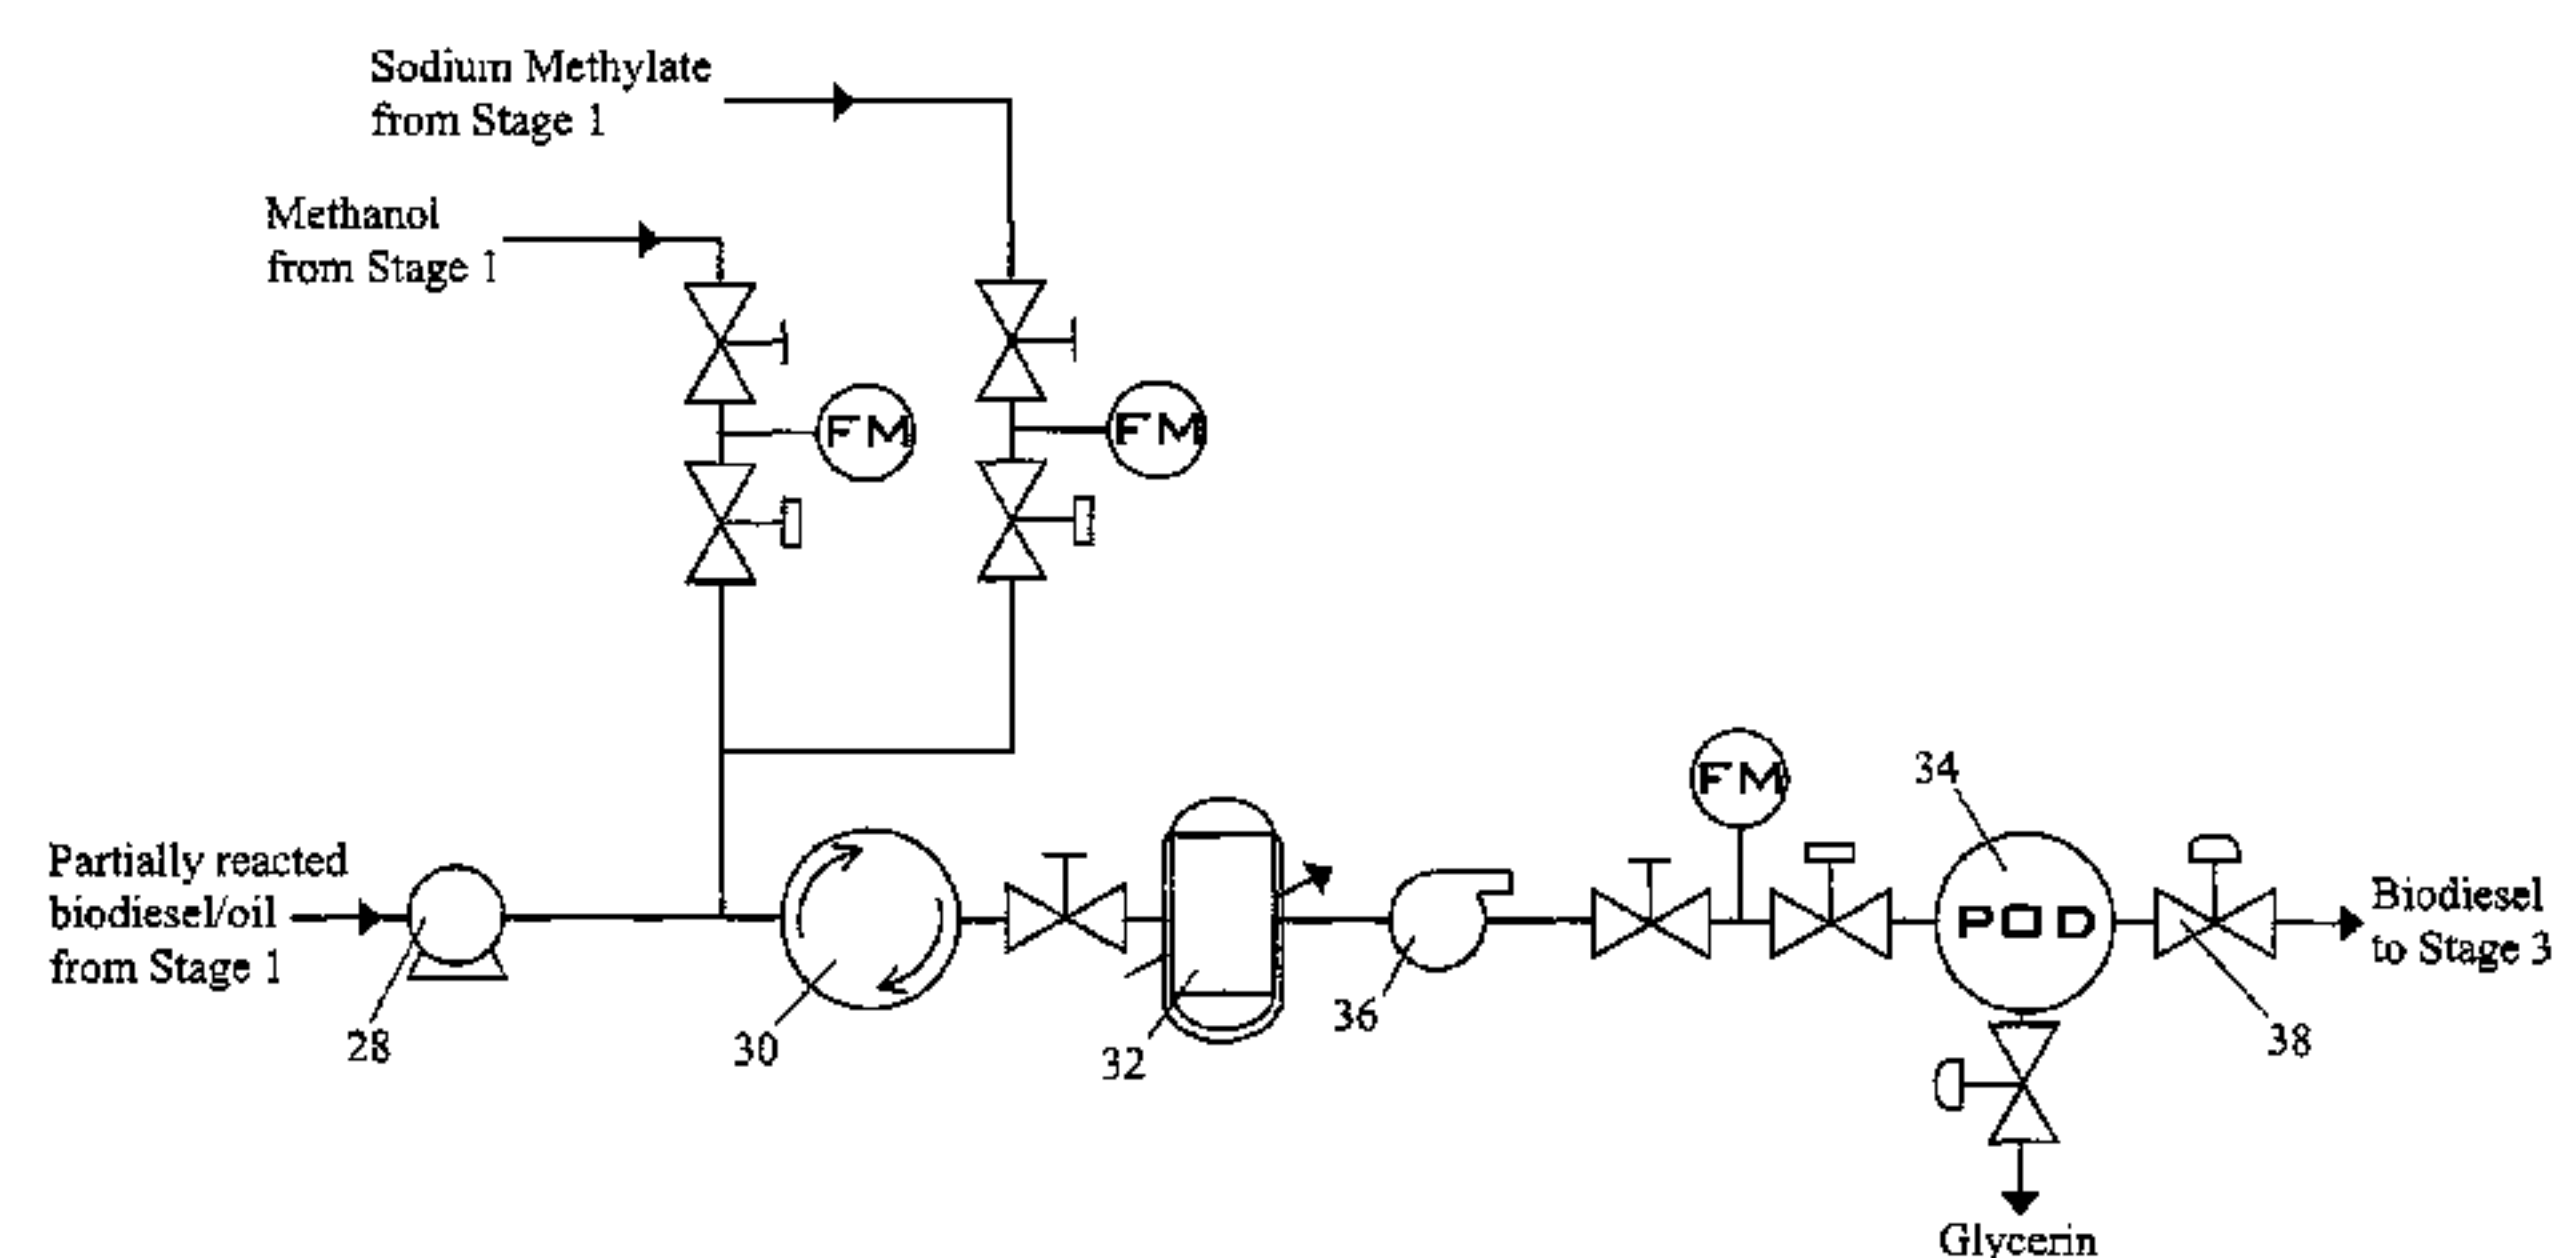 Sodium Methylate
from Stage 1
Methanol
from Stage 1
FM
FM
FM
34
Partially reacted
biodiesel/oil
from Stage 1
POD
Biodiesel
to Stage 3
28
30
32
36
38
Glycerin